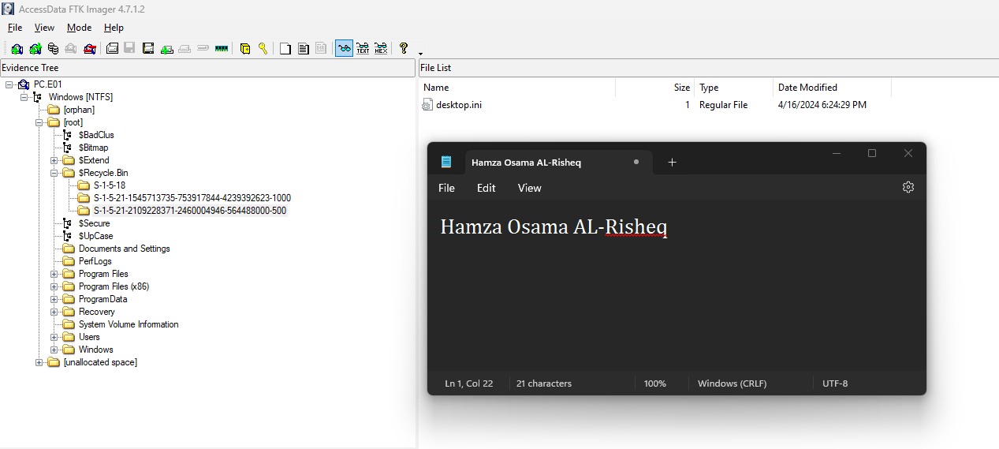 AccessData FTK Imager 4.7.1.2
File View Mode Help
TEXT HEX
Evidence Tree
PC.E01
Windows [NTFS]
[orphan]
[root]
$BadClus
$Bitmap
$Extend
$Recycle.Bin
S-1-5-18
S-1-5-21-1545713735-753917844-4239392623-1000
S-1-5-21-2109228371-2460004946-564488000-500
$Secure
$UpCase
Documents and Settings
PerfLogs
Program Files
Program Files (x86)
ProgramData
Recovery
System Volume Information
Users
Windows
[unallocated space]
File List
Name Size Type Date Modified
desktop.ini 1 Regular File 4/16/2024 6:24:29 PM
Hamza Osama AL-Risheq
File Edit View
Hamza Osama AL-Risheq
Ln 1, Col 22 21 characters 100% Windows (CRLF) UTF-8